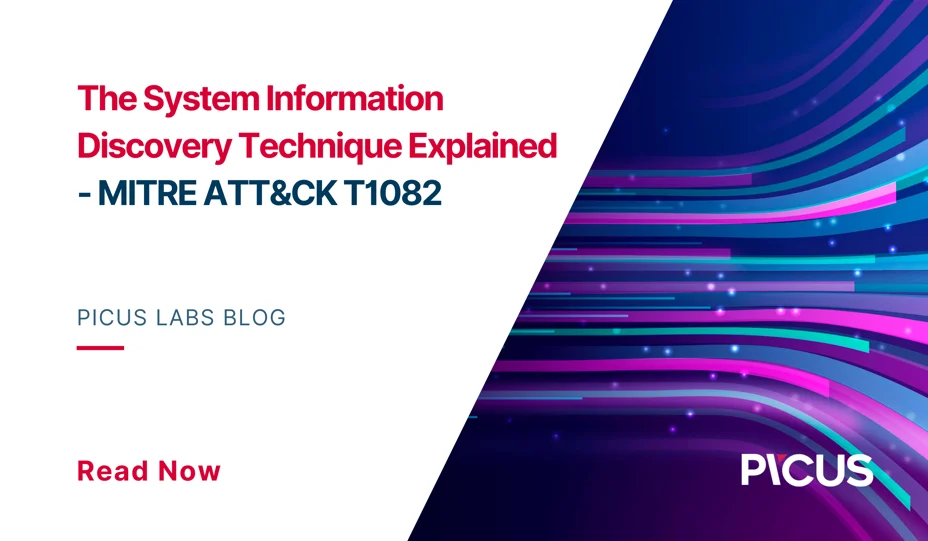 The System Information
Discovery Technique Explained
- MITRE ATT&CK T1082
PICUS LABS BLOG
Read Now
PICUS